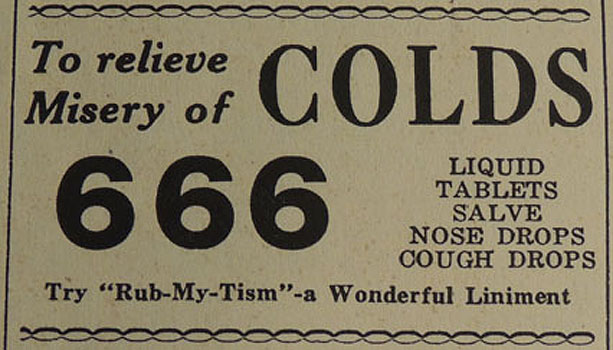 To relieve
Misery of COLDS
666
LIQUID
TABLETS
SALVE
NOSE DROPS
COUGH DROPS
Try "Rub-My-Tism"-a Wonderful Liniment